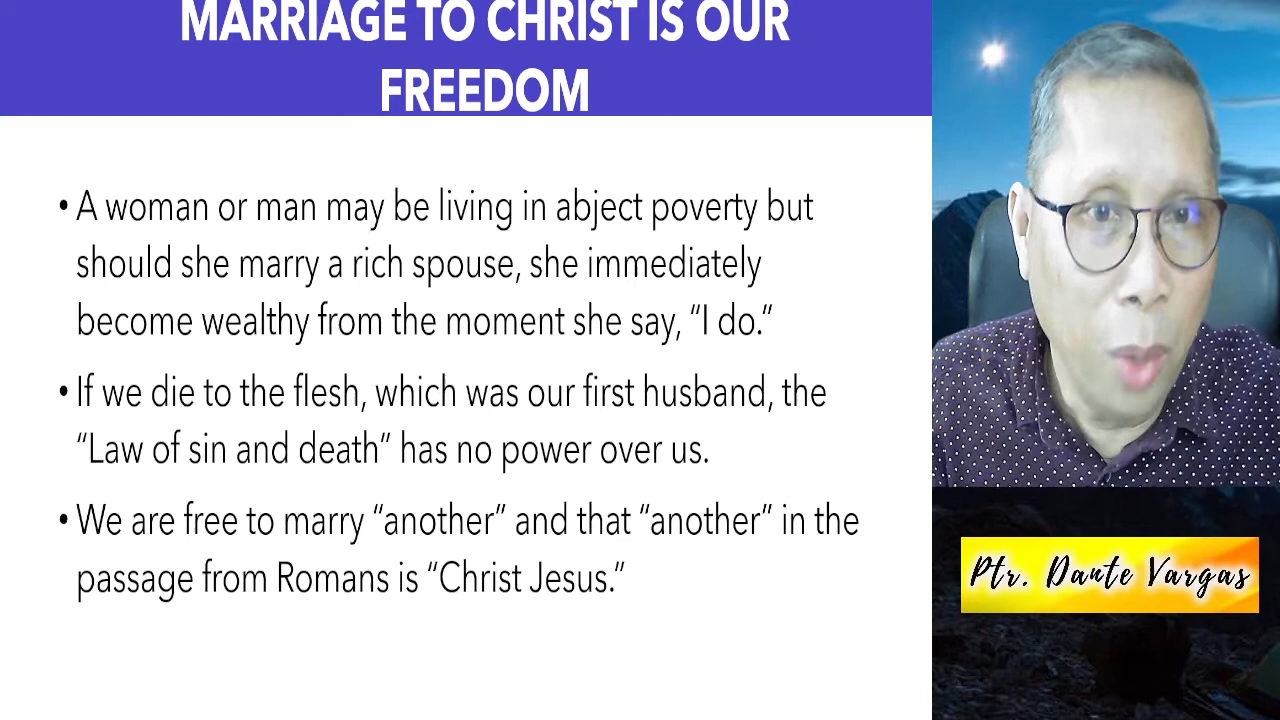 MARRIAGE TO CHRIST IS OUR
FREEDOM
• A woman or man may be living in abject poverty but
should she marry a rich spouse, she immediately
become wealthy from the moment she say, “I do.”
• If we die to the flesh, which was our first husband, the
“Law of sin and death” has no power over us.
• We are free to marry “another” and that “another” in the
passage from Romans is “Christ Jesus.”
Ptr. Dante Vargas